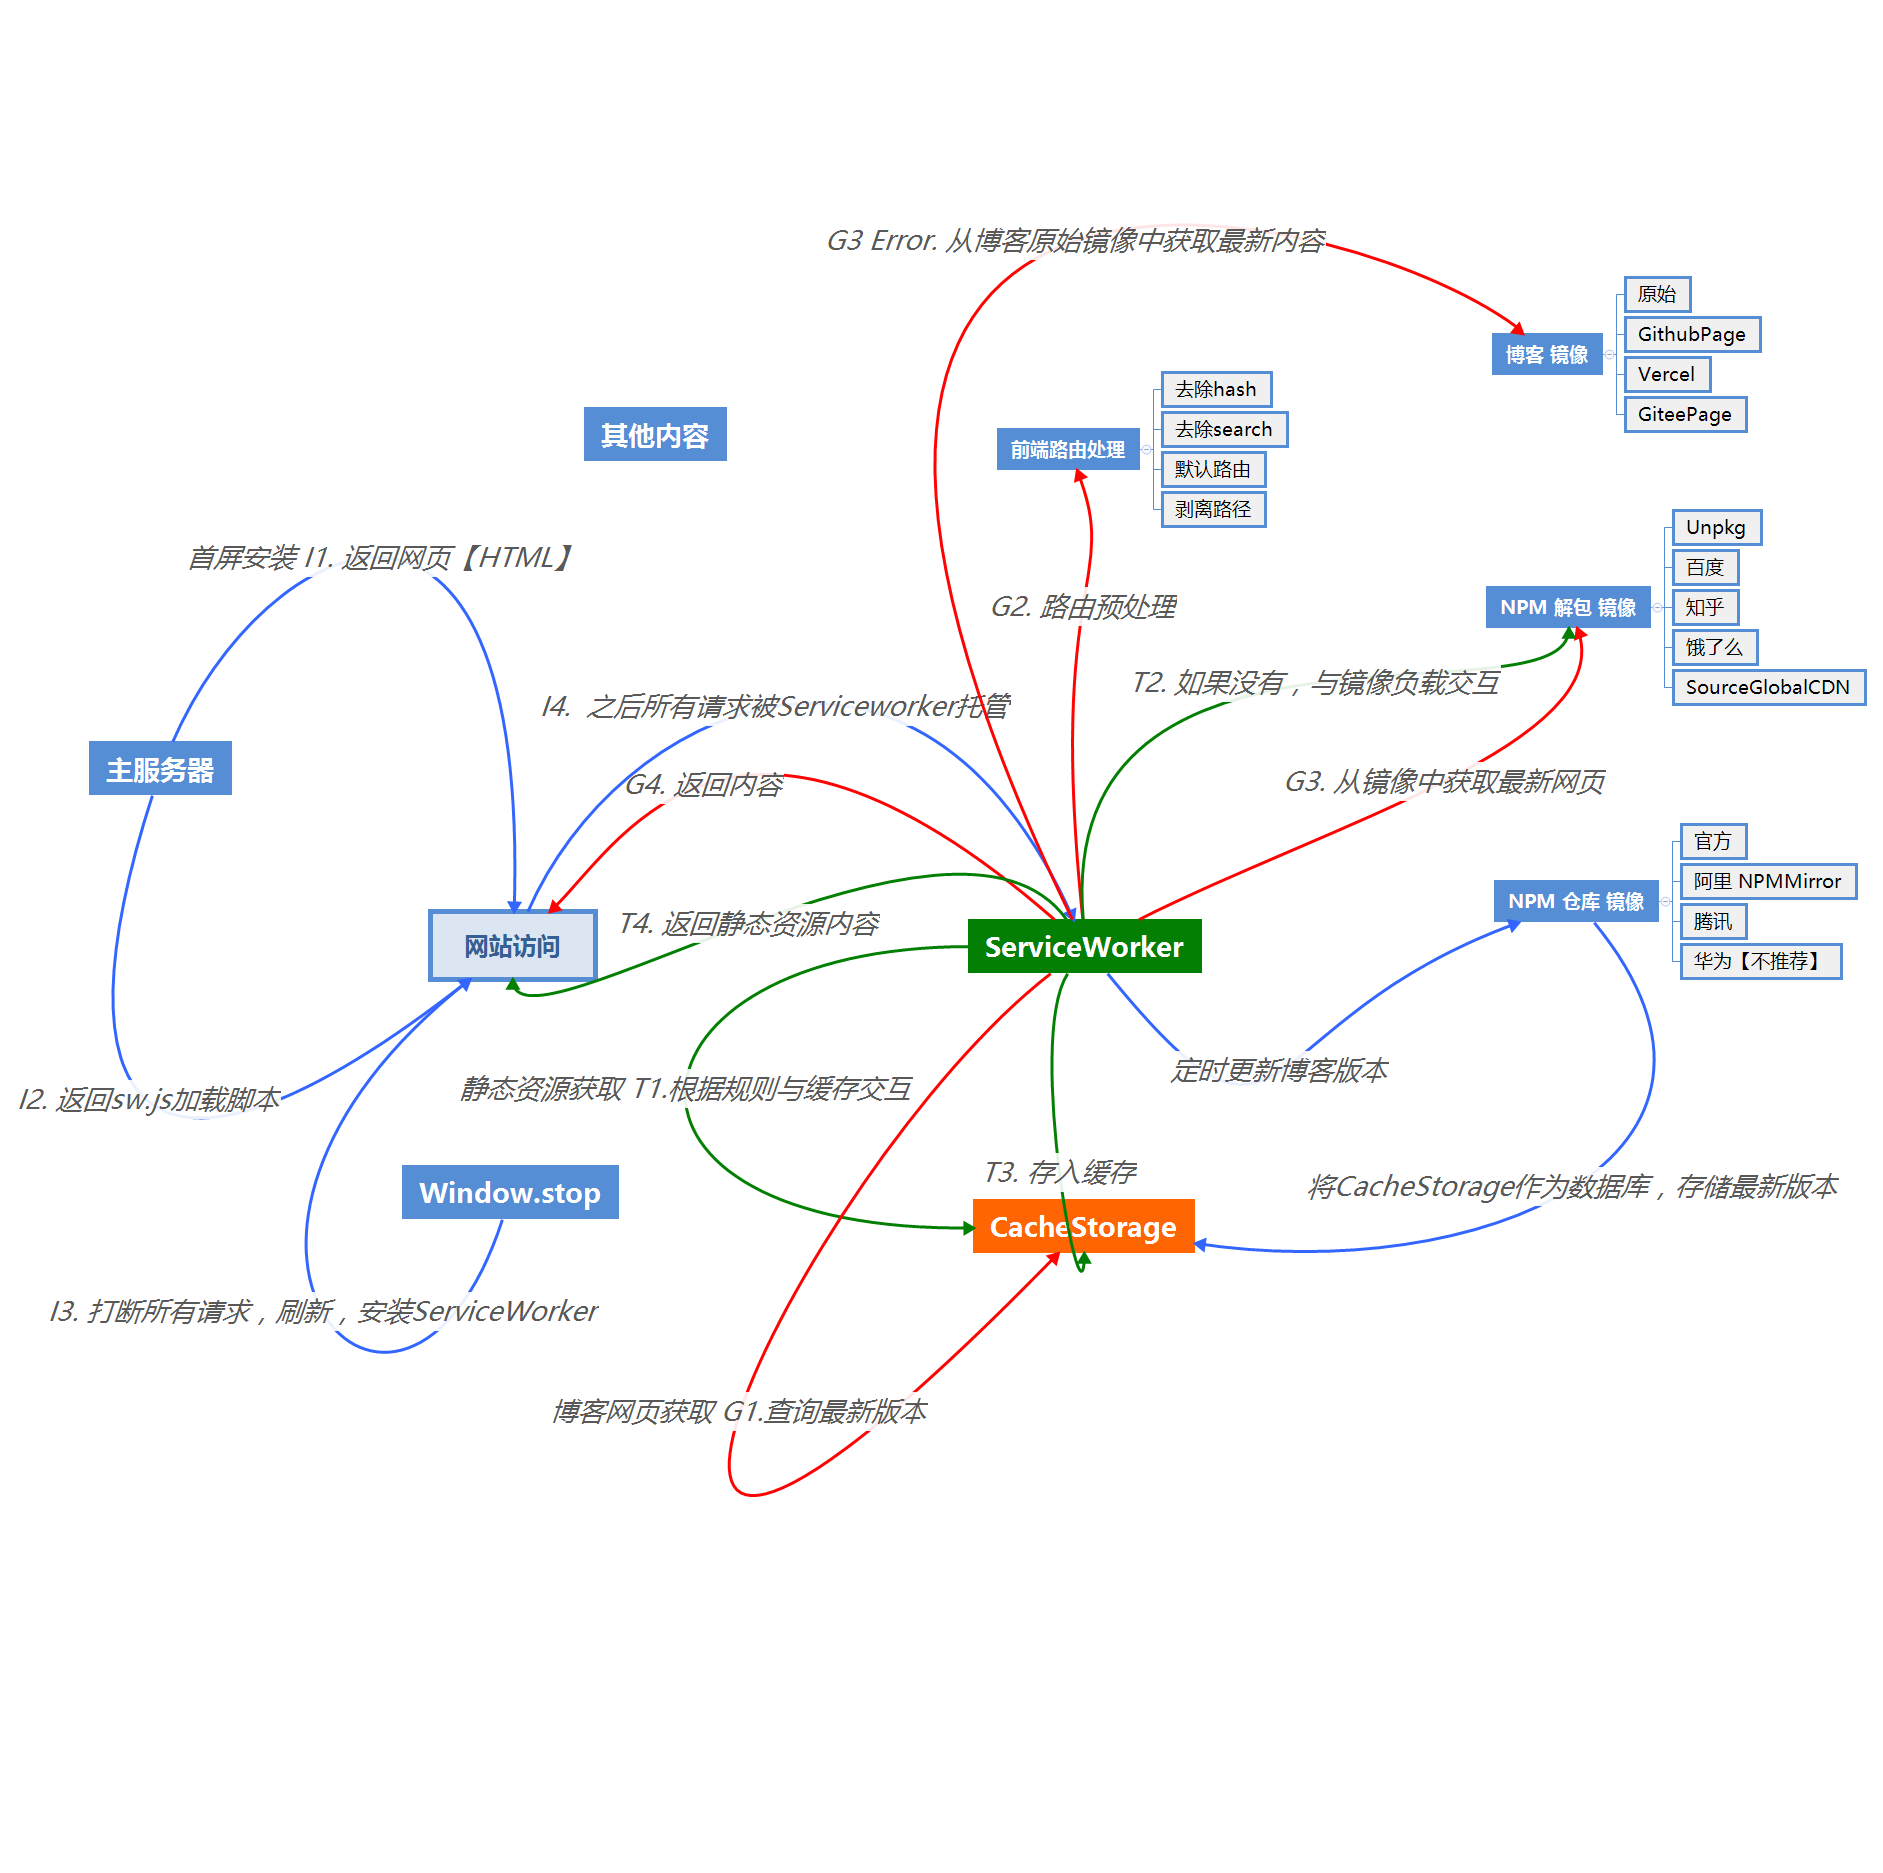 G3 Error. 从博客原始镜像中获取最新内容
博客 镜像
原始
GithubPage
Vercel
GiteePage
其他内容
前端路由处理
去除hash
去除search
默认路由
剥离路径
首屏安装 I1. 返回网页【HTML】
G2. 路由预处理
NPM 解包 镜像
Unpkg
百度
知乎
饿了么
SourceGlobalCDN
T2. 如果没有，与镜像负载交互
I4. 之后所有请求被Serviceworker托管
主服务器
G4. 返回内容
G3. 从镜像中获取最新网页
NPM 仓库 镜像
官方
阿里 NPMMirror
腾讯
华为【不推荐】
T4. 返回静态资源内容
网站访问
ServiceWorker
定时更新博客版本
静态资源获取 T1.根据规则与缓存交互
I2. 返回sw.js加载脚本
T3. 存入缓存
将CacheStorage作为数据库，存储最新版本
Window.stop
CacheStorage
I3. 打断所有请求，刷新，安装ServiceWorker
博客网页获取 G1.查询最新版本